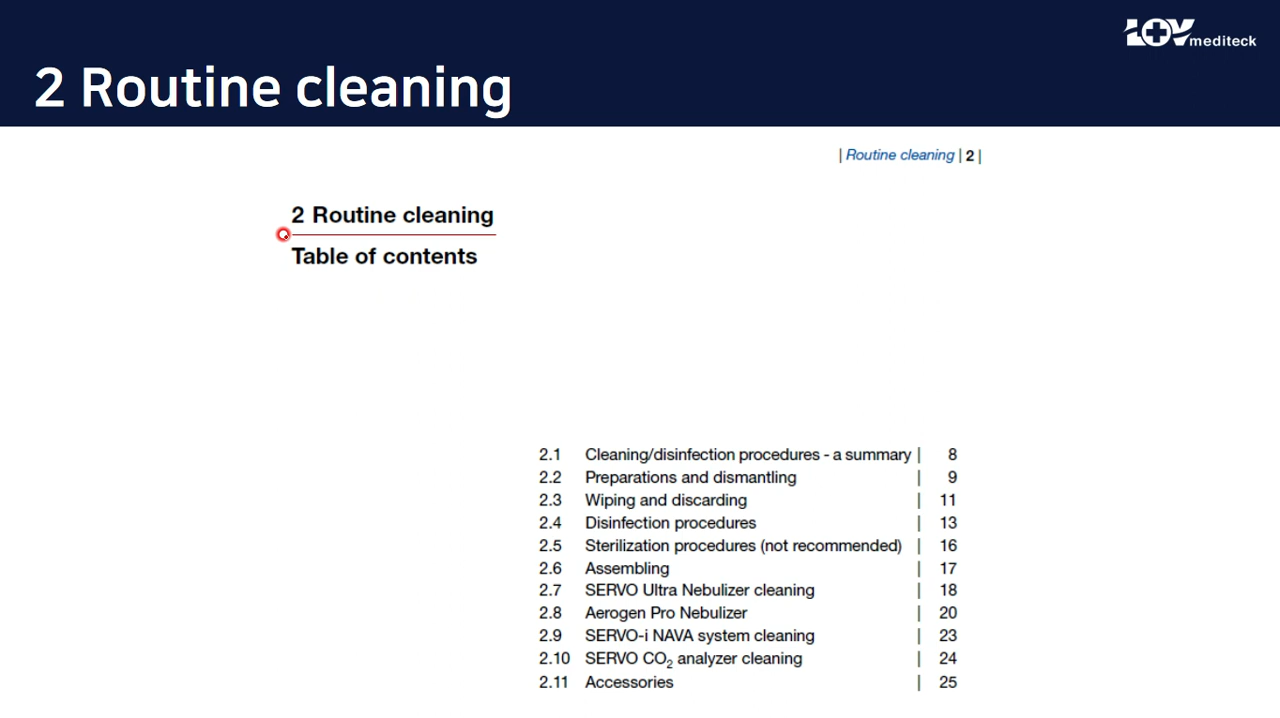 LOV mediteck
2 Routine cleaning
| Routine cleaning | 2 |
2 Routine cleaning
Table of contents
2.1 Cleaning/disinfection procedures - a summary | 8
2.2 Preparations and dismantling | 9
2.3 Wiping and discarding | 11
2.4 Disinfection procedures | 13
2.5 Sterilization procedures (not recommended) | 16
2.6 Assembling | 17
2.7 SERVO Ultra Nebulizer cleaning | 18
2.8 Aerogen Pro Nebulizer | 20
2.9 SERVO-i NAVA system cleaning | 23
2.10 SERVO CO₂ analyzer cleaning | 24
2.11 Accessories | 25